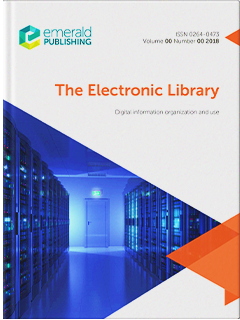 emerald
PUBLISHING
ISSN 0264-0473
Volume 00 Number 00 2018
The Electronic Library
Digital information organization and use